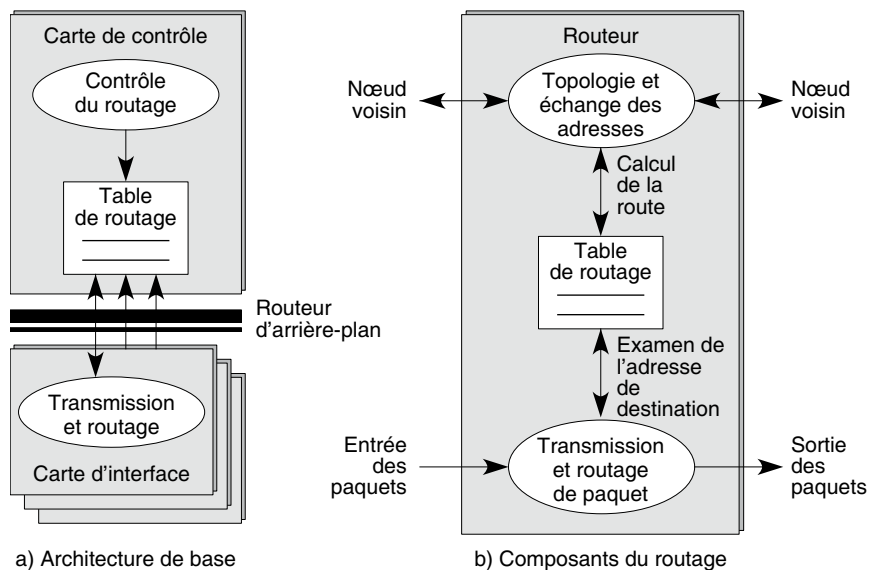 Carte de contrôle
Contrôle
du routage
Table
de routage
Routeur
d'arrière-plan
Transmission
et routage
Carte d'interface
a) Architecture de base
Routeur
Nœud
voisin
Topologie et
échange des
adresses
Nœud
voisin
Calcul
de la
route
Table
de routage
Examen de
l'adresse
de
destination
Entrée
des
paquets
Transmission
et routage
de paquet
Sortie
des
paquets
b) Composants du routage